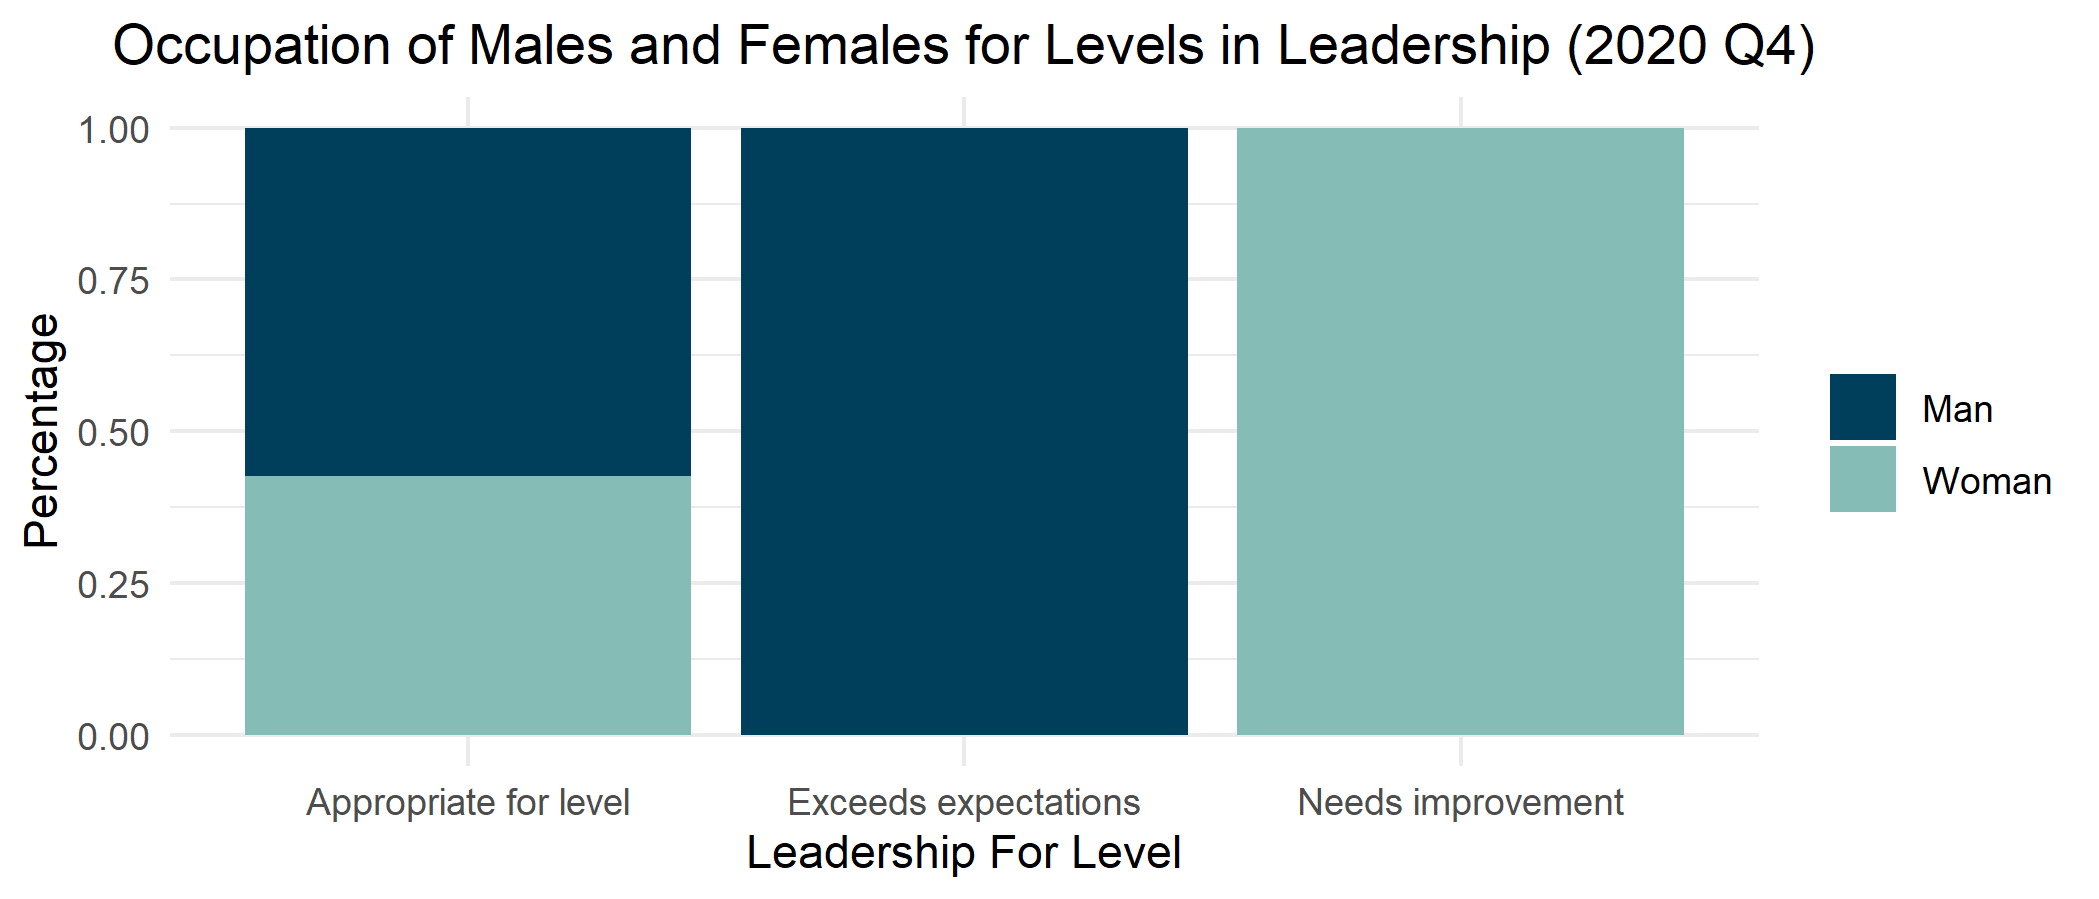 Occupation of Males and Females for Levels in Leadership (2020 Q4)
Percentage
1.00
0.75
0.50
0.25
0.00
Appropriate for level
Exceeds expectations
Needs improvement
Leadership For Level
Man
Woman